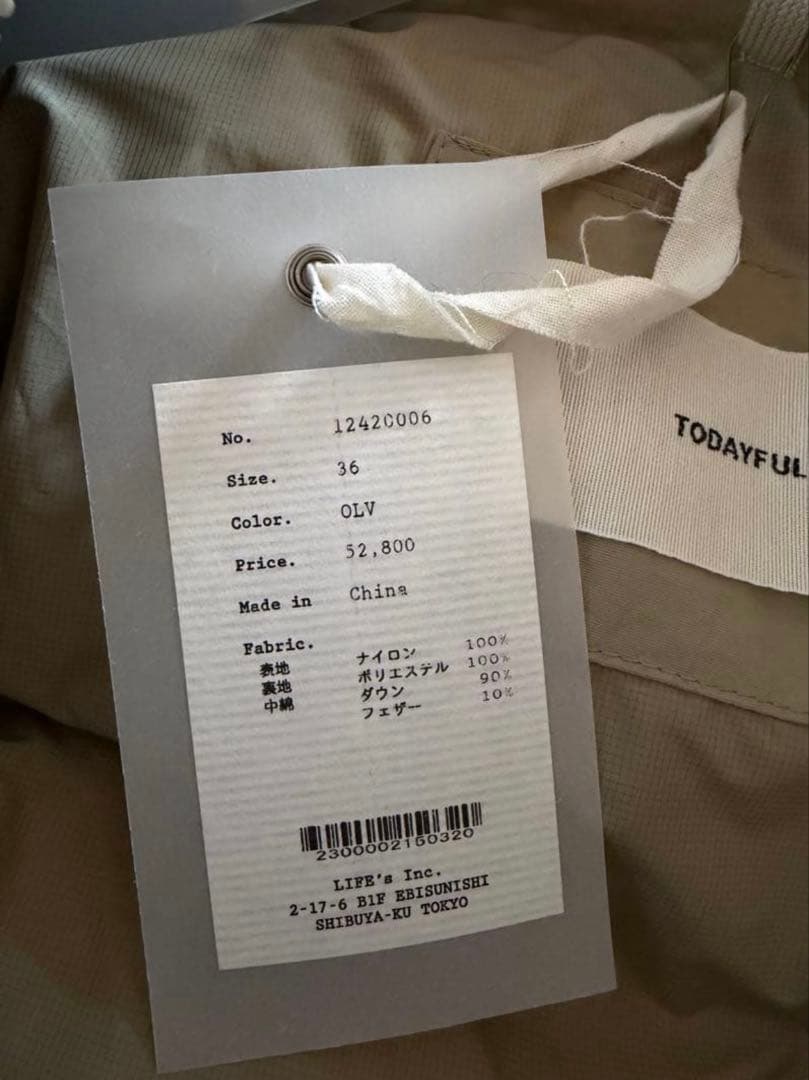 No. 12420006
Size. 36
Color. OLV
Price. 52,800
Made in China
Fabric.
表地 ナイロン 100%
裏地 ポリエステル 100%
中綿 ダウン 90%
フェザー 10%
2300002150320
LIFE's Inc.
2-17-6 B1F EBISUNISHI
SHIBUYA-KU TOKYO
TODAYFUL